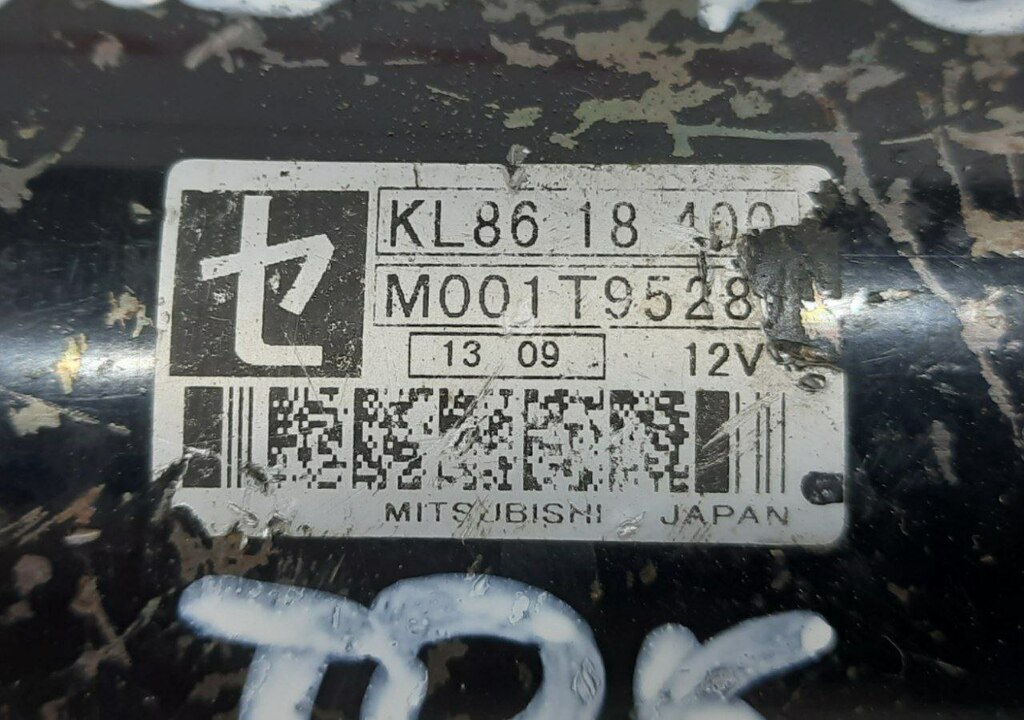 セ
KL86 18 400
M001T9528
13 09
12V
MITSUBISHI JAPAN